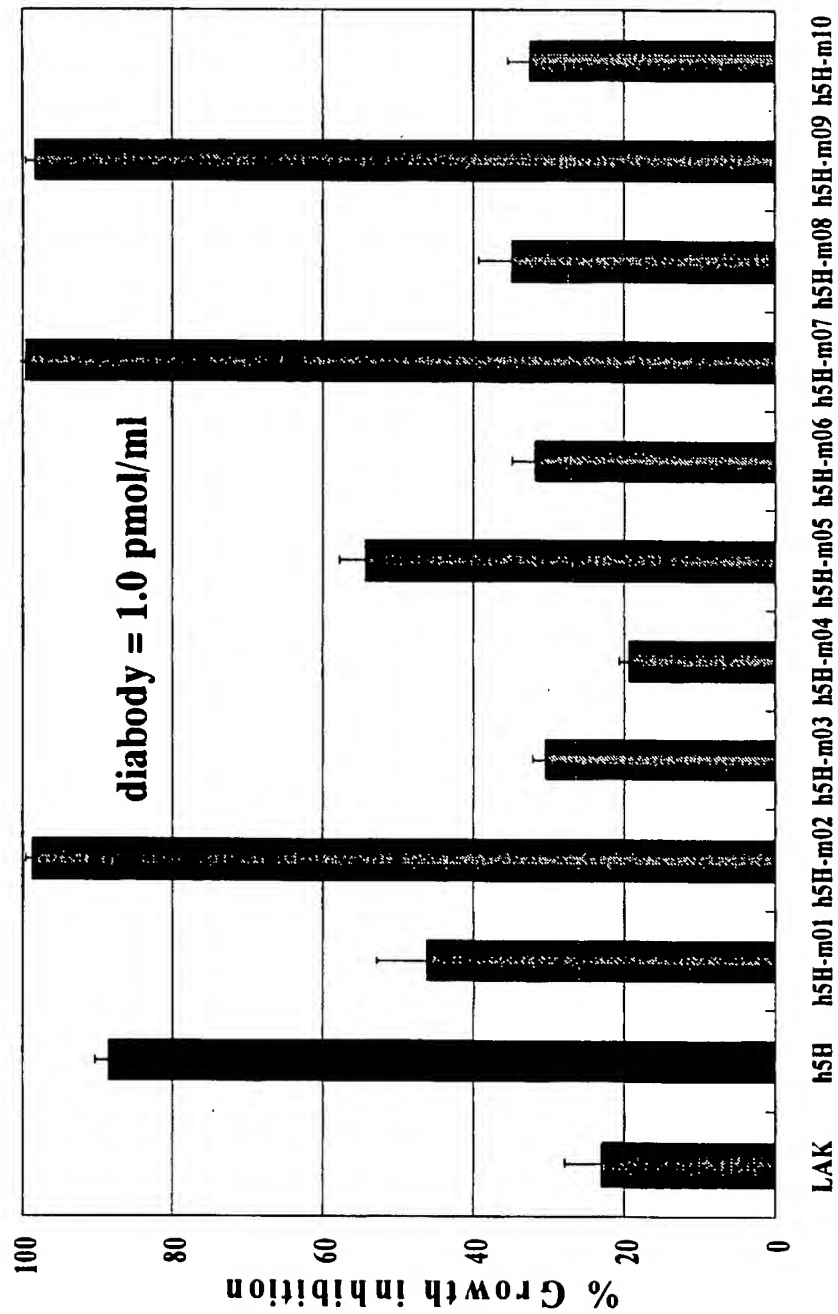 % Growth inhibition
100
80
60
40
20
0
diabody = 1.0 pmol/ml
LAK h5H h5H-m01 h5H-m02 h5H-m03 h5H-m04 h5H-m05 h5H-m06 h5H-m07 h5H-m08 h5H-m09 h5H-m10